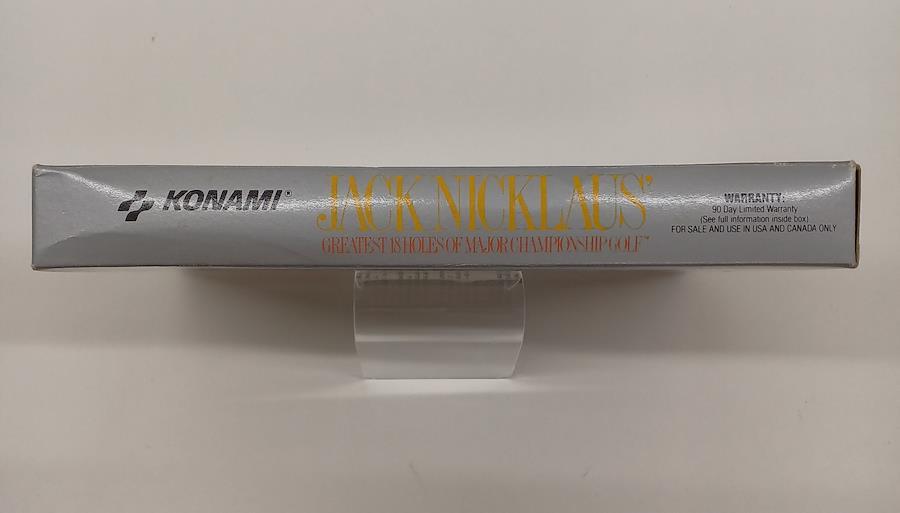 KONAMI®
JACK NICKLAUS'
GREATEST 18 HOLES OF MAJOR CHAMPIONSHIP GOLF™
WARRANTY:
90 Day Limited Warranty
(See full information inside box)
FOR SALE AND USE IN USA AND CANADA ONLY